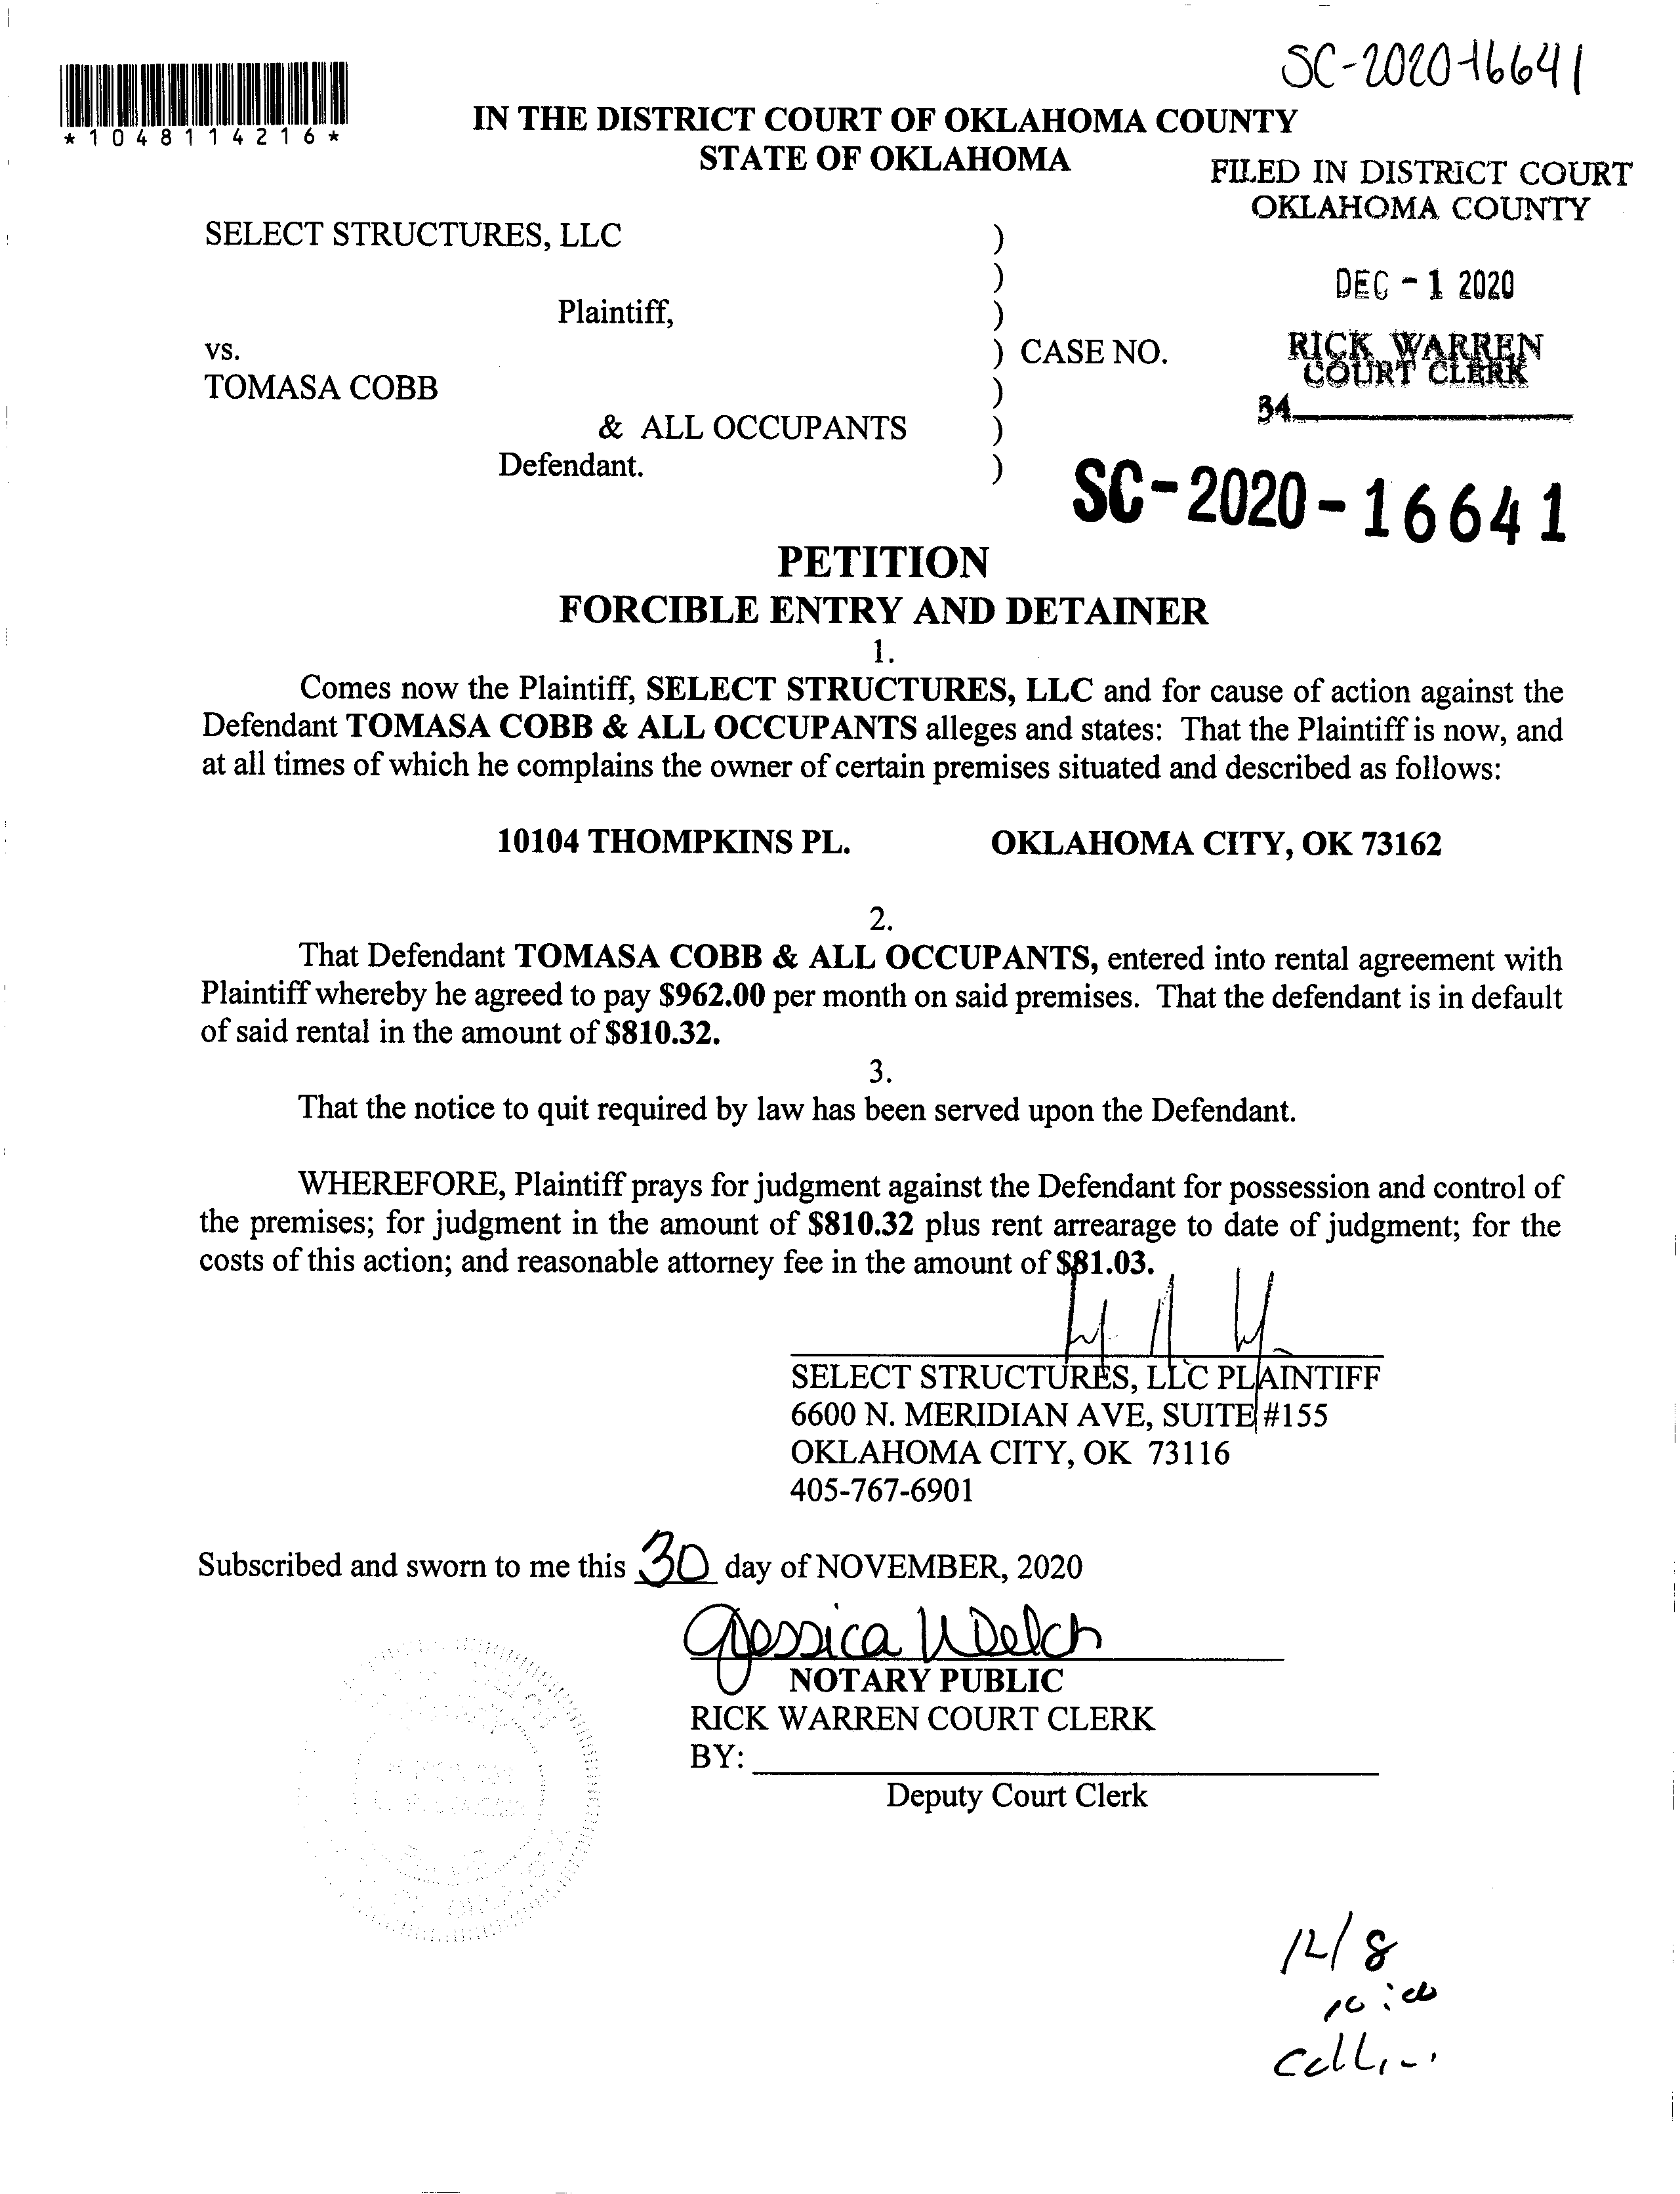 SC-2020-16641
*1048114216*
IN THE DISTRICT COURT OF OKLAHOMA COUNTY
STATE OF OKLAHOMA
FILED IN DISTRICT COURT
OKLAHOMA COUNTY
SELECT STRUCTURES, LLC )
)
DEC - 1 2020
Plaintiff, )
vs. ) CASE NO.
RICK WARREN
COURT CLERK
TOMASA COBB )
34
& ALL OCCUPANTS )
Defendant. )
SC-2020-16641
PETITION
FORCIBLE ENTRY AND DETAINER
1.
Comes now the Plaintiff, SELECT STRUCTURES, LLC and for cause of action against the
Defendant TOMASA COBB & ALL OCCUPANTS alleges and states: That the Plaintiff is now, and
at all times of which he complains the owner of certain premises situated and described as follows:
10104 THOMPKINS PL. OKLAHOMA CITY, OK 73162
2.
That Defendant TOMASA COBB & ALL OCCUPANTS, entered into rental agreement with
Plaintiff whereby he agreed to pay $962.00 per month on said premises. That the defendant is in default
of said rental in the amount of $810.32.
3.
That the notice to quit required by law has been served upon the Defendant.
WHEREFORE, Plaintiff prays for judgment against the Defendant for possession and control of
the premises; for judgment in the amount of $810.32 plus rent arrearage to date of judgment; for the
costs of this action; and reasonable attorney fee in the amount of $81.03.
SELECT STRUCTURES, LLC PLAINTIFF
6600 N. MERIDIAN AVE, SUITE #155
OKLAHOMA CITY, OK 73116
405-767-6901
Subscribed and sworn to me this 30 day of NOVEMBER, 2020
Jessica Welch
NOTARY PUBLIC
RICK WARREN COURT CLERK
BY:
Deputy Court Clerk
12/8